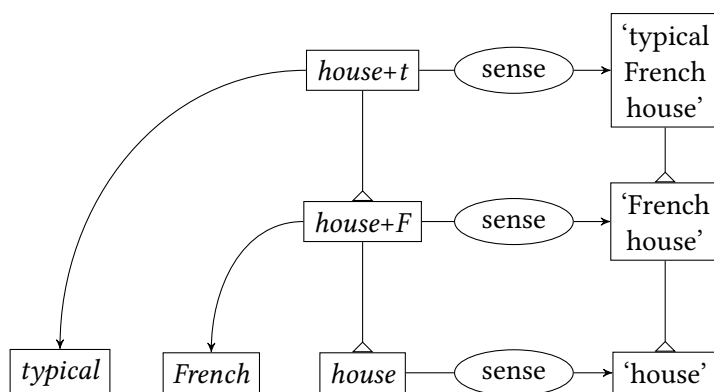 house+t
sense
‘typical
French
house’
house+F
sense
‘French
house’
typical
French
house
sense
‘house’